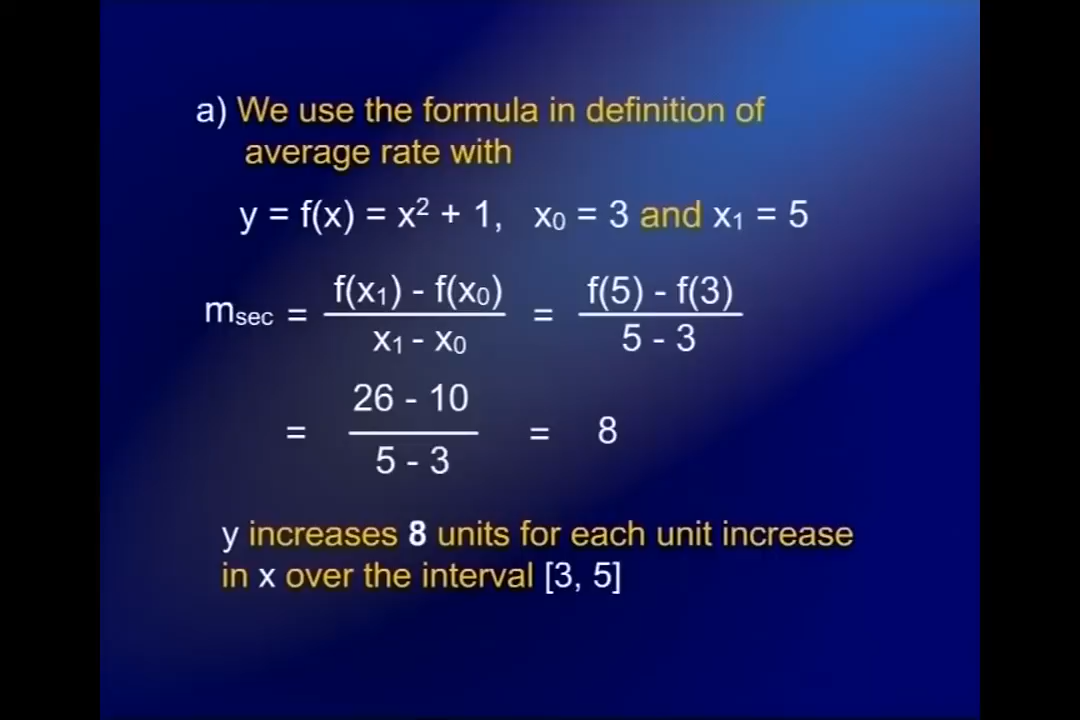 a) We use the formula in definition of
average rate with
y = f(x) = x² + 1, x₀ = 3 and x₁ = 5
m_sec = f(x₁) - f(x₀) / x₁ - x₀ = f(5) - f(3) / 5 - 3
= 26 - 10 / 5 - 3 = 8
y increases 8 units for each unit increase
in x over the interval [3, 5]